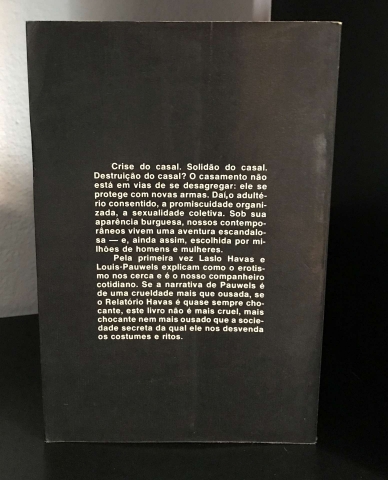 Crise do casal. Solidão do casal.
Destruição do casal? O casamento não
está em vias de se desagregar: ele se
protege com novas armas. Daí,o adulté-
rio consentido, a promiscuidade organi-
zada, a sexualidade coletiva. Sob sua
aparência burguesa, nossos contempo-
râneos vivem uma aventura escandalo-
sa — e, ainda assim, escolhida por mi-
lhões de homens e mulheres.
Pela primeira vez Laslo Havas e
Louis-Pauwels explicam como o erotis-
mo nos cerca e é o nosso companheiro
cotidiano. Se a narrativa de Pauwels é
de uma crueldade mais que ousada, se
o Relatório Havas é quase sempre cho-
cante, este livro não é mais cruel, mais
chocante nem mais ousado que a socie-
dade secreta da qual ele nos desvenda
os costumes e ritos.